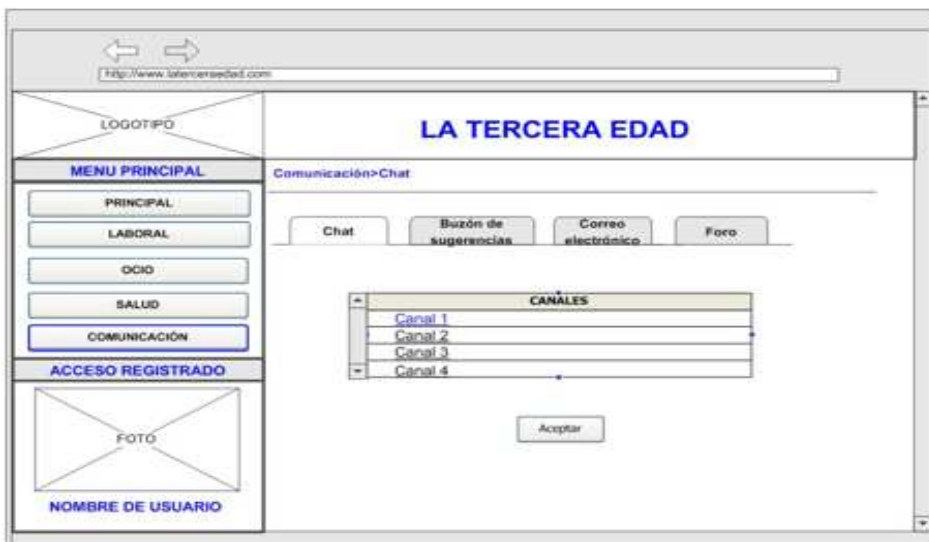 http://www.laterceraedad.com
LOGOTIPO
LA TERCERA EDAD
MENU PRINCIPAL
PRINCIPAL
LABORAL
OCIO
SALUD
COMUNICACIÓN
ACCESO REGISTRADO
FOTO
NOMBRE DE USUARIO
Comunicación>Chat
Chat
Buzón de
sugerencias
Correo
electrónico
Foro
CANALES
Canal 1
Canal 2
Canal 3
Canal 4
Aceptar